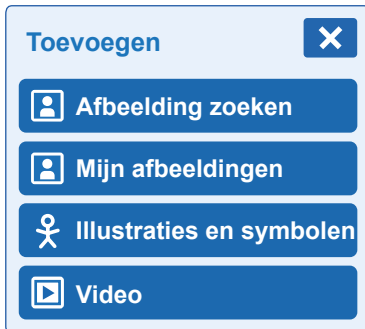 Toevoegen
Afbeelding zoeken
Mijn afbeeldingen
Illustraties en symbolen
Video